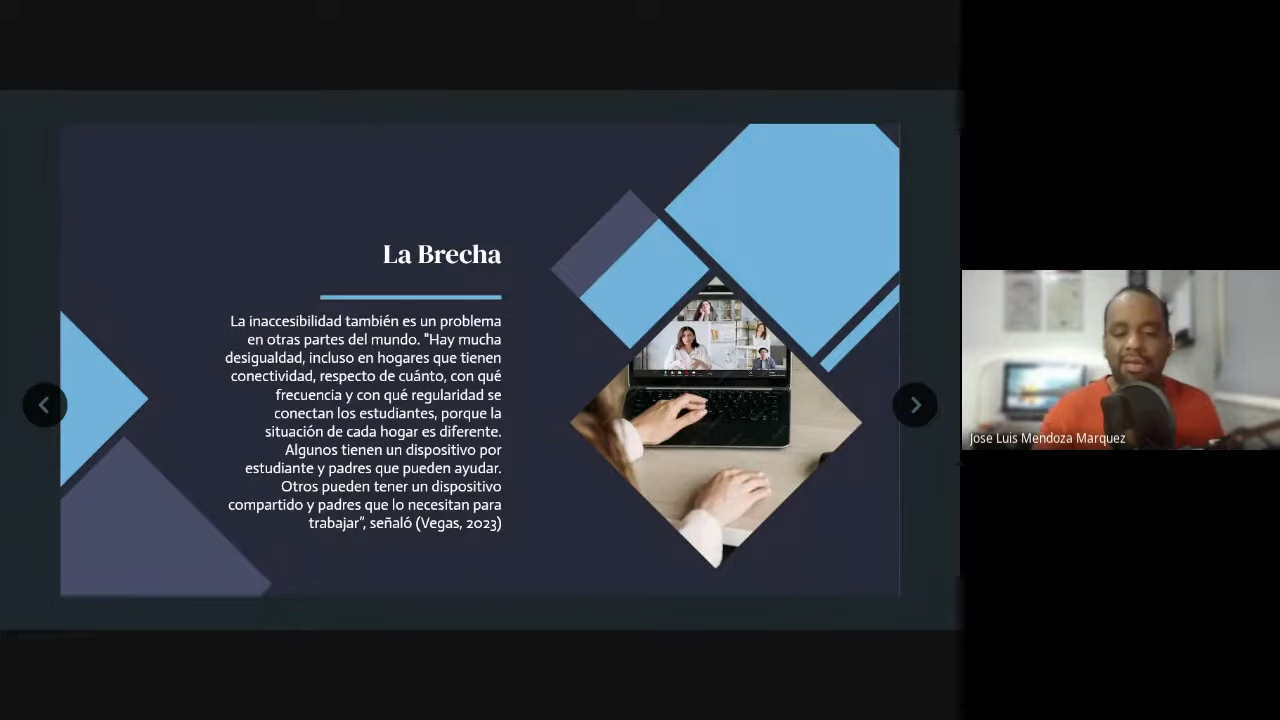 La Brecha
La inaccesibilidad también es un problema
en otras partes del mundo. “Hay mucha
desigualdad, incluso en hogares que tienen
conectividad, respecto de cuánto, con qué
frecuencia y con qué regularidad se
conectan los estudiantes, porque la
situación de cada hogar es diferente.
Algunos tienen un dispositivo por
estudiante y padres que pueden ayudar.
Otros pueden tener un dispositivo
compartido y padres que lo necesitan para
trabajar”, señaló (Vegas, 2023)
Jose Luis Mendoza Marquez